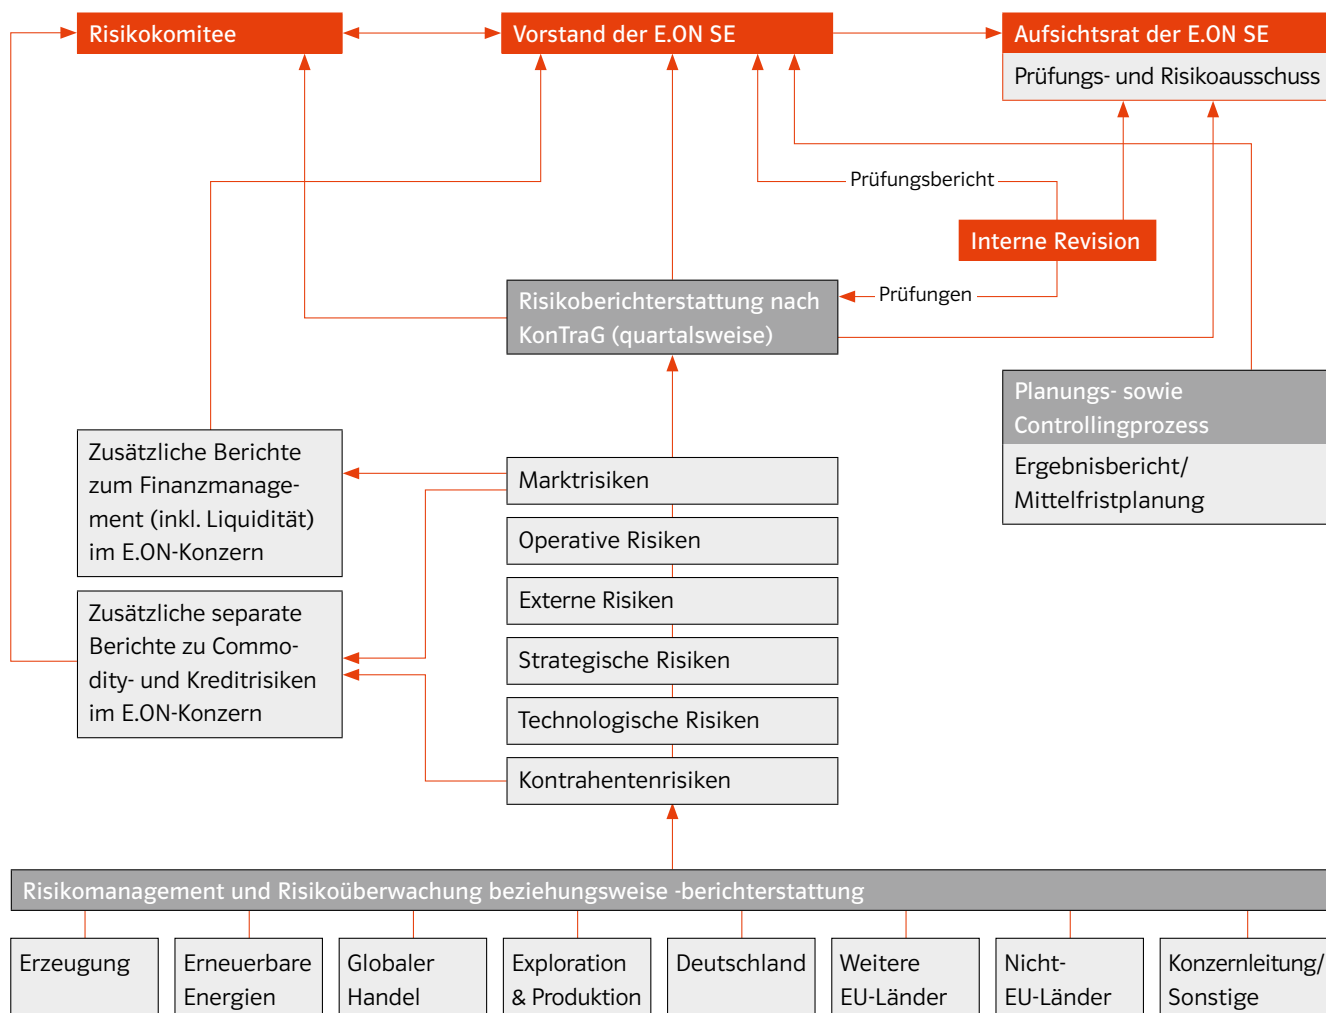 Risikokomitee
Vorstand der E.ON SE
Aufsichtsrat der E.ON SE
Prüfungs- und Risikoausschuss
Prüfungsbericht
Interne Revision
Prüfungen
Risikoberichterstattung nach
KonTraG (quartalsweise)
Planungs- sowie
Controllingprozess
Ergebnisbericht/
Mittelfristplanung
Zusätzliche Berichte
zum Finanzmanage-
ment (inkl. Liquidität)
im E.ON-Konzern
Zusätzliche separate
Berichte zu Commo-
dity- und Kreditrisiken
im E.ON-Konzern
Marktrisiken
Operative Risiken
Externe Risiken
Strategische Risiken
Technologische Risiken
Kontrahentenrisiken
Risikomanagement und Risikoüberwachung beziehungsweise -berichterstattung
Erzeugung
Erneuerbare
Energien
Globaler
Handel
Exploration
& Produktion
Deutschland
Weitere
EU-Länder
Nicht-
EU-Länder
Konzernleitung/
Sonstige